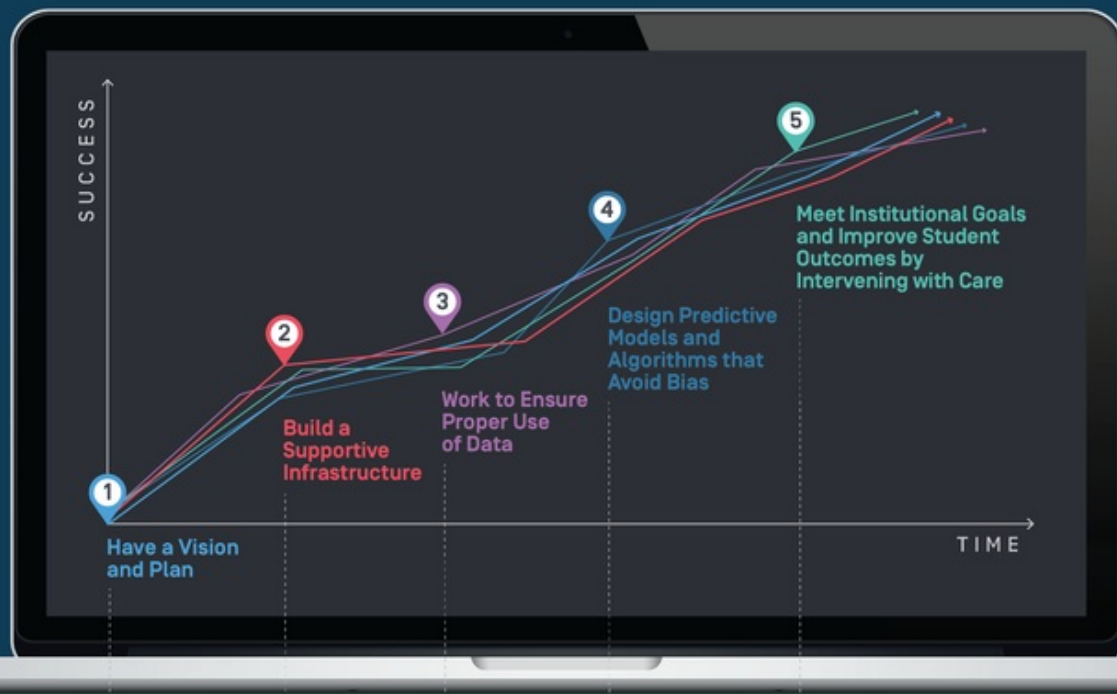 SUCCESS
5
4
Meet Institutional Goals
and Improve Student
Outcomes by
Intervening with Care
3
2
Design Predictive
Models and
Algorithms that
Avoid Bias
Work to Ensure
Proper Use
of Data
Build a
Supportive
Infrastructure
1
TIME
Have a Vision
and Plan